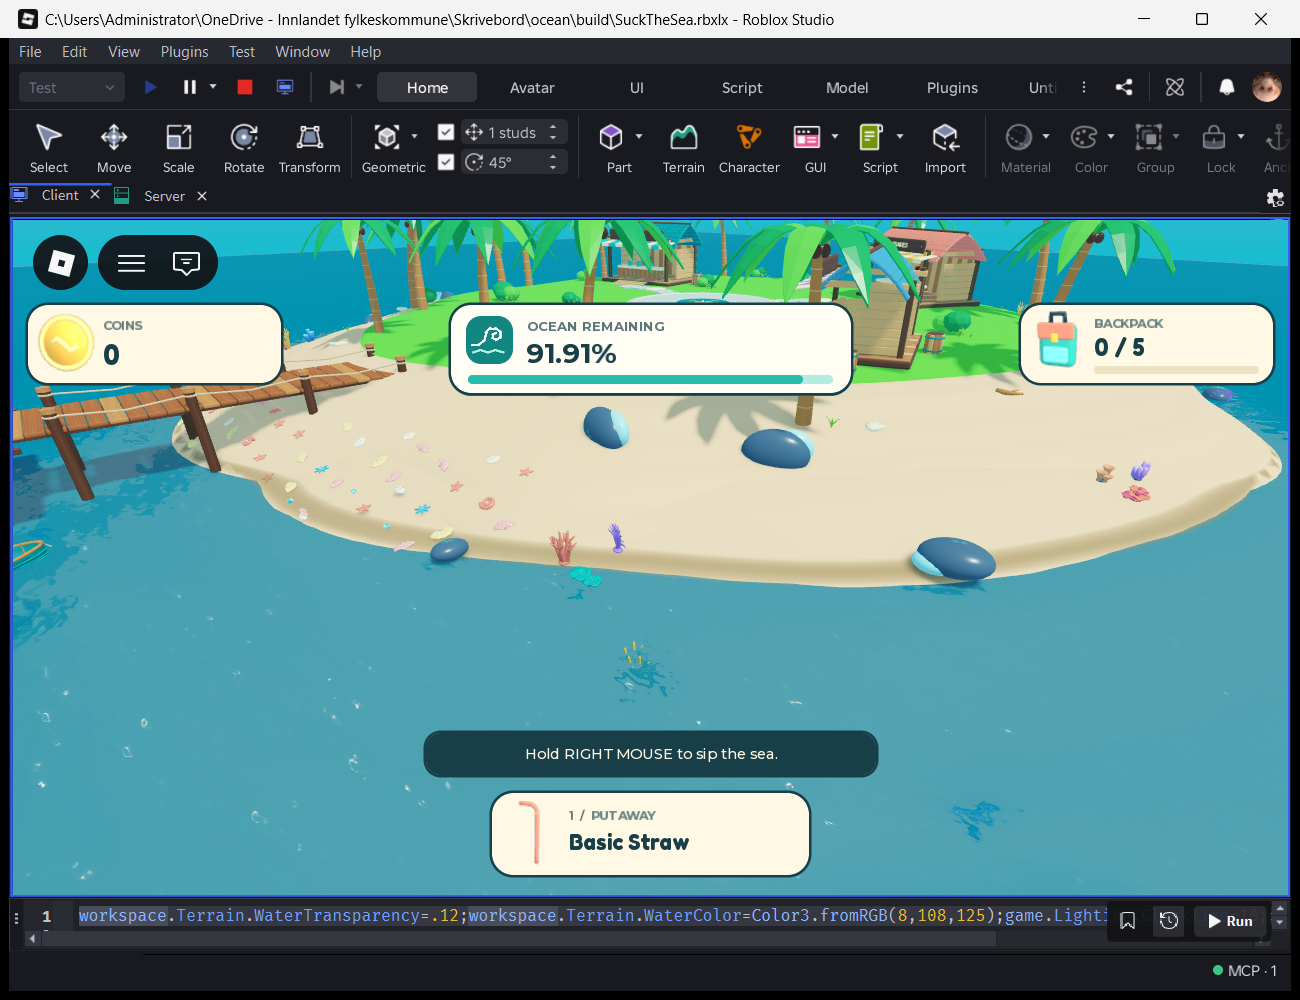 C:\Users\Administrator\OneDrive - Innlandet fylkeskommune\Skrivebord\ocean\build\SuckTheSea.rbxlx - Roblox Studio
File Edit View Plugins Test Window Help
Test Home Avatar UI Script Model Plugins Unti
1 studs
45°
Select Move Scale Rotate Transform Geometric Part Terrain Character GUI Script Import Material Color Group Lock Anc
Client Server
COINS
0
OCEAN REMAINING
91.91%
BACKPACK
0 / 5
Hold RIGHT MOUSE to sip the sea.
1 / PUT AWAY
Basic Straw
1 workspace.Terrain.WaterTransparency=.12;workspace.Terrain.WaterColor=Color3.fromRGB(8,108,125);game.Lighti
Run
MCP · 1